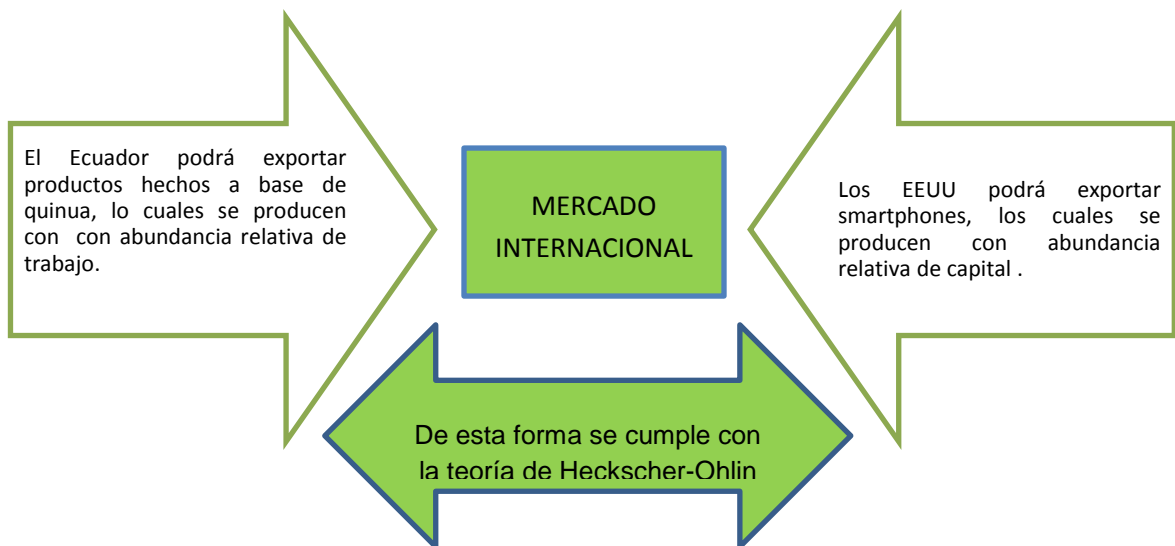 El Ecuador podrá exportar
productos hechos a base de
quinua, lo cuales se producen
con con abundancia relativa de
trabajo.
MERCADO
INTERNACIONAL
Los EEUU podrá exportar
smartphones, los cuales se
producen con abundancia
relativa de capital .
De esta forma se cumple con
la teoría de Heckscher-Ohlin